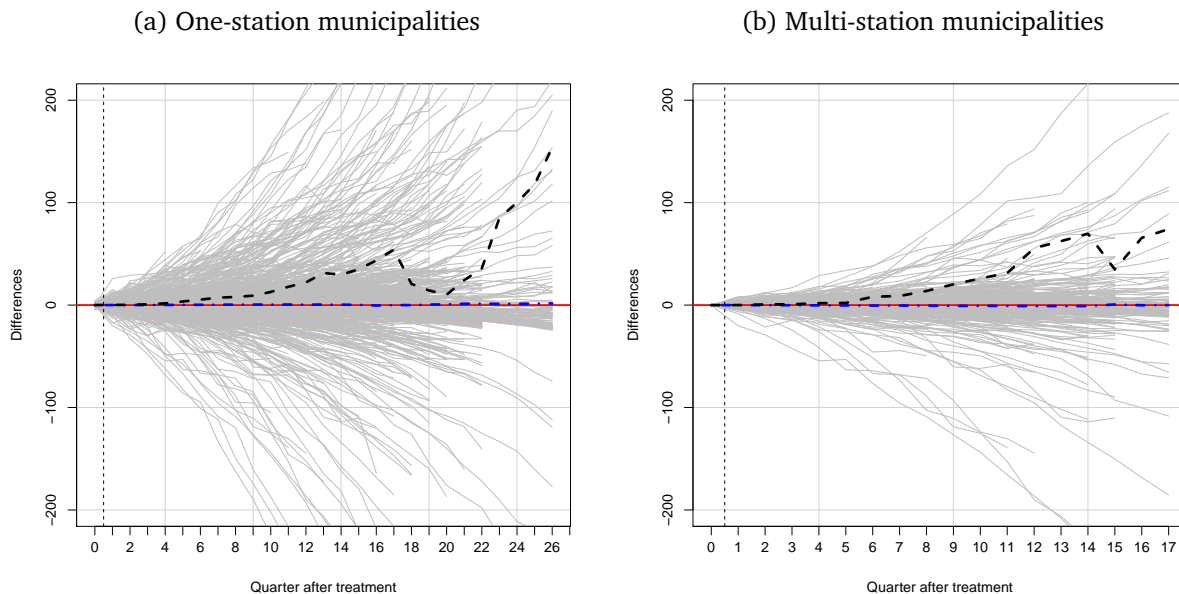 (a) One-station municipalities
200
100
0
−100
−200
Differences
0 2 4 6 8 10 12 14 16 18 20 22 24 26
Quarter after treatment
(b) Multi-station municipalities
200
100
0
−100
−200
Differences
0 1 2 3 4 5 6 7 8 9 10 11 12 13 14 15 16 17
Quarter after treatment